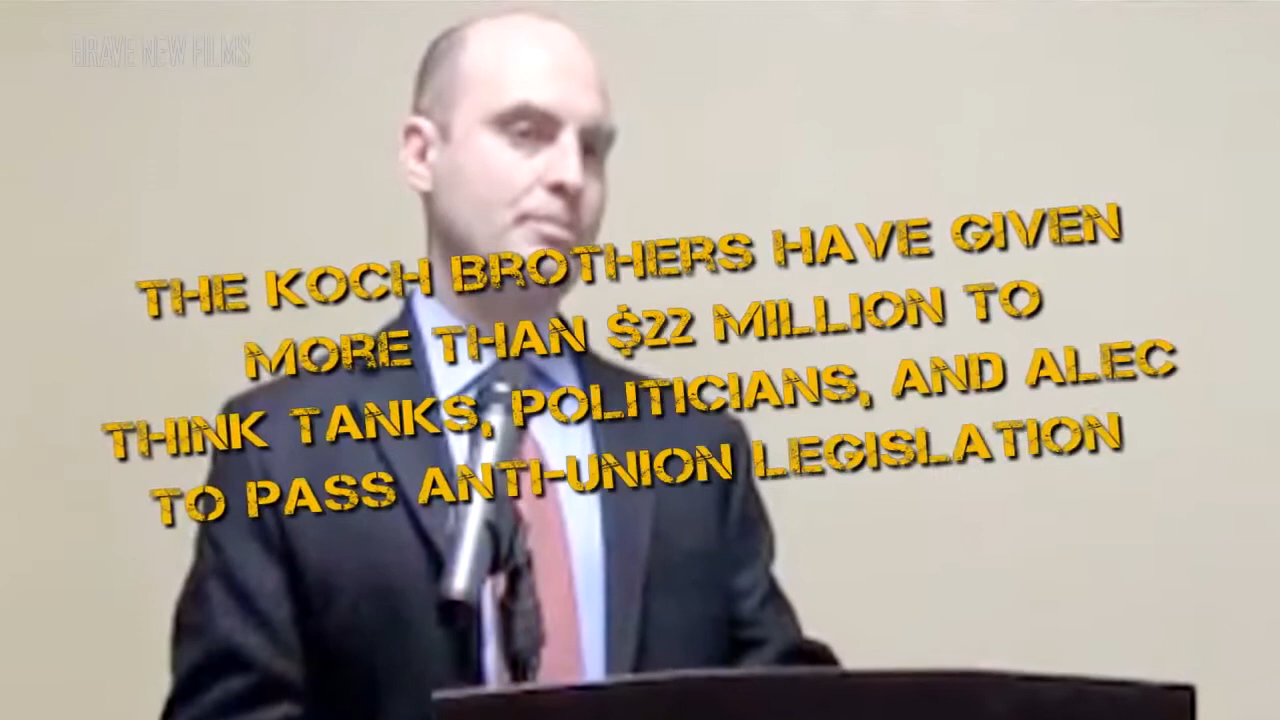 BRAVE NEW FILMS
THE KOCH BROTHERS HAVE GIVEN
MORE THAN $22 MILLION TO
THINK TANKS, POLITICIANS, AND ALEC
TO PASS ANTI-UNION LEGISLATION